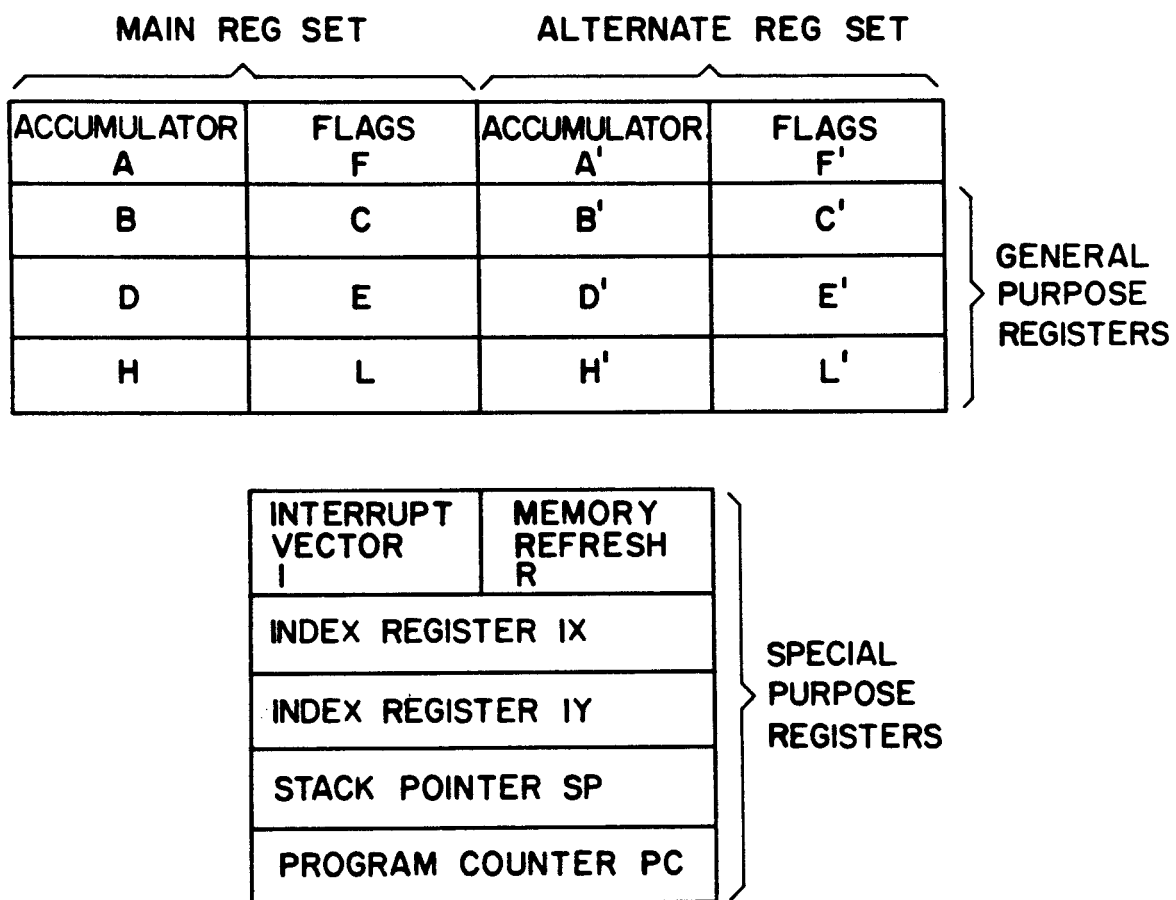 MAIN REG SET ALTERNATE REG SET
ACCUMULATOR FLAGS ACCUMULATOR FLAGS
A F A' F'
B C B' C'
D E D' E'
H L H' L'
GENERAL
PURPOSE
REGISTERS
INTERRUPT MEMORY
VECTOR REFRESH
I R
INDEX REGISTER IX
INDEX REGISTER IY
STACK POINTER SP
PROGRAM COUNTER PC
SPECIAL
PURPOSE
REGISTERS